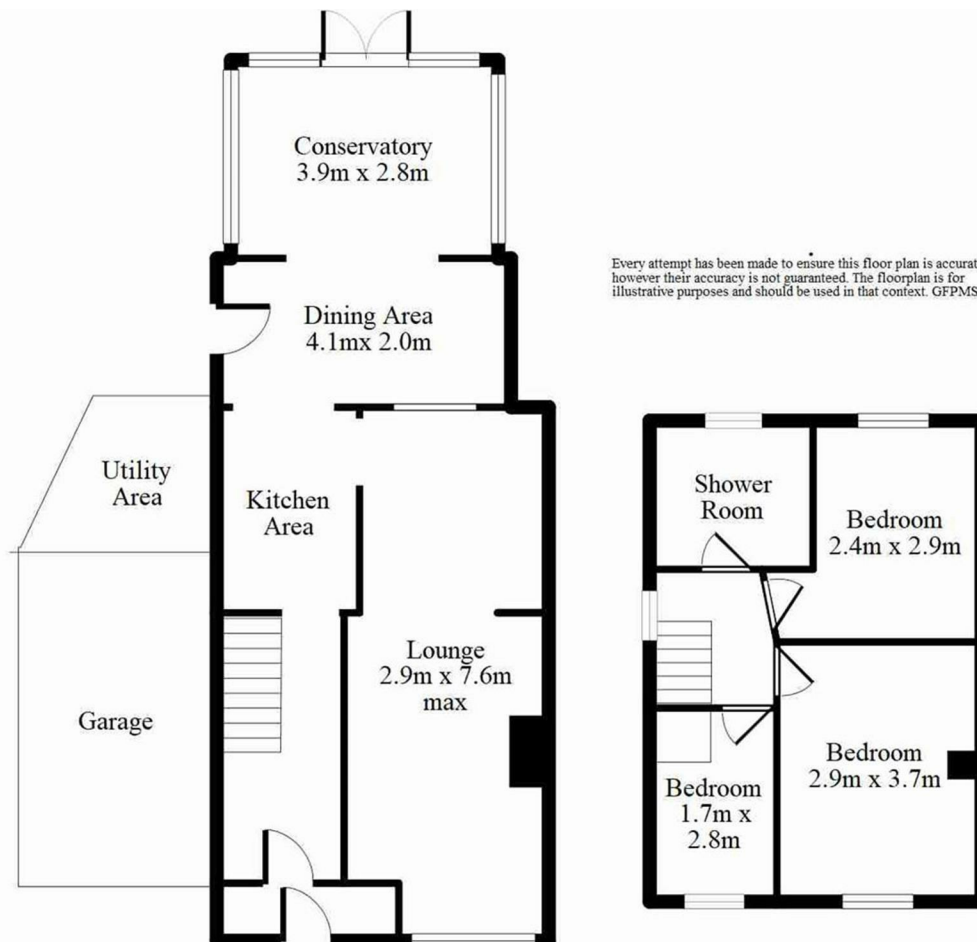 Conservatory
3.9m x 2.8m
Every attempt has been made to ensure this floor plan is accurat
however their accuracy is not guaranteed. The floorplan is for
illustrative purposes and should be used in that context. GFPMS
Dining Area
4.1mx 2.0m
Utility
Area
Kitchen
Area
Shower
Room
Bedroom
2.4m x 2.9m
Lounge
2.9m x 7.6m
max
Garage
Bedroom
2.9m x 3.7m
Bedroom
1.7m x
2.8m